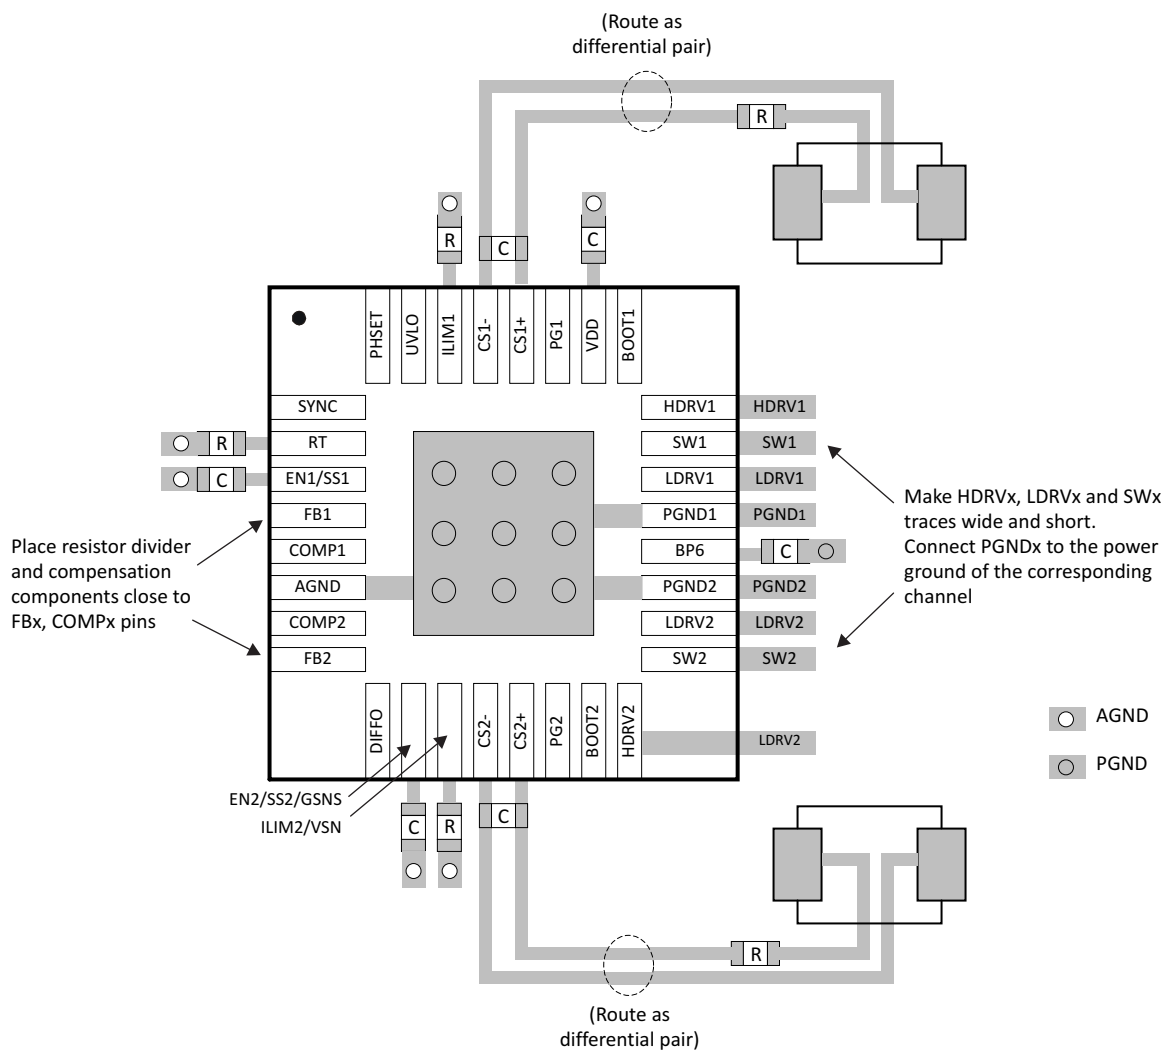 (Route as
differential pair)
R
R
C
C
PHSET
UVLO
ILIM1
CS1-
CS1+
PG1
VDD
BOOT1
SYNC
HDRV1
HDRV1
R
RT
SW1
SW1
C
EN1/SS1
LDRV1
LDRV1
FB1
PGND1
PGND1
COMP1
BP6
C
AGND
PGND2
PGND2
COMP2
LDRV2
LDRV2
FB2
SW2
SW2
Place resistor divider
and compensation
components close to
FBx, COMPx pins
Make HDRVx, LDRVx and SWx
traces wide and short.
Connect PGNDx to the power
ground of the corresponding
channel
DIFFO
CS2-
CS2+
PG2
BOOT2
HDRV2
LDRV2
AGND
PGND
EN2/SS2/GSNS
ILIM2/VSN
C
R
C
R
(Route as
differential pair)